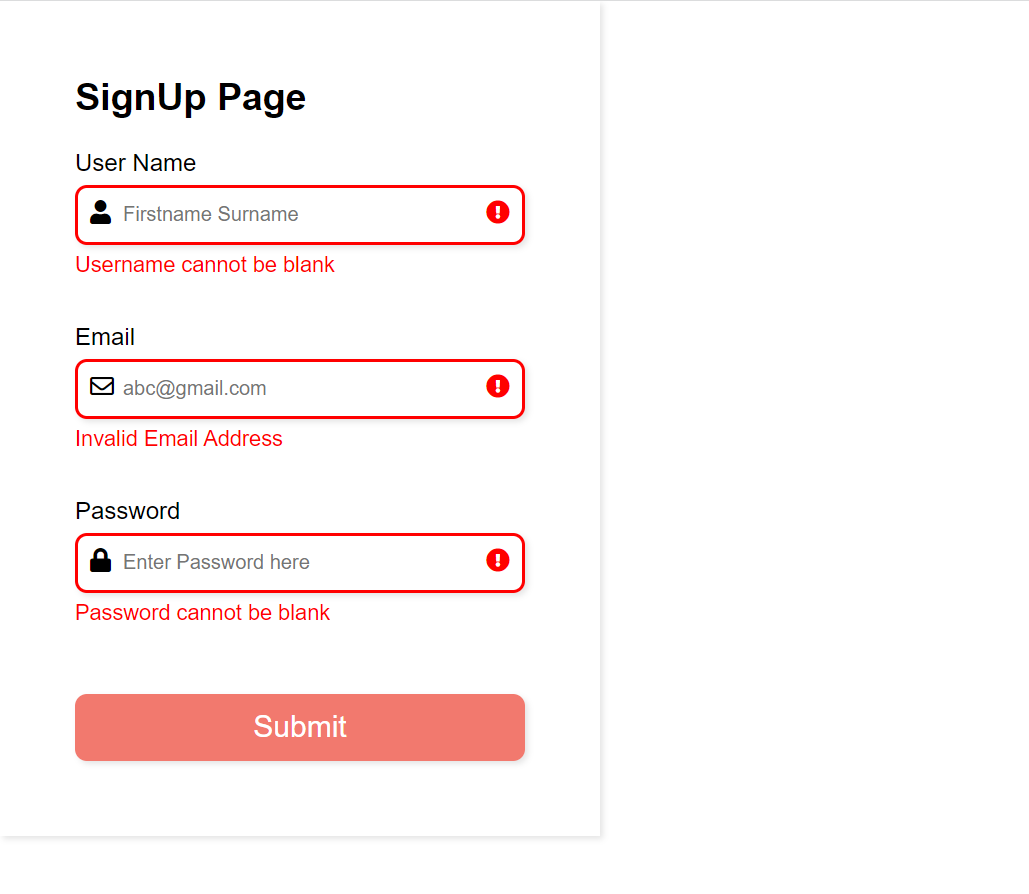 SignUp Page
User Name
Firstname Surname
Username cannot be blank
Email
abc@gmail.com
Invalid Email Address
Password
Enter Password here
Password cannot be blank
Submit